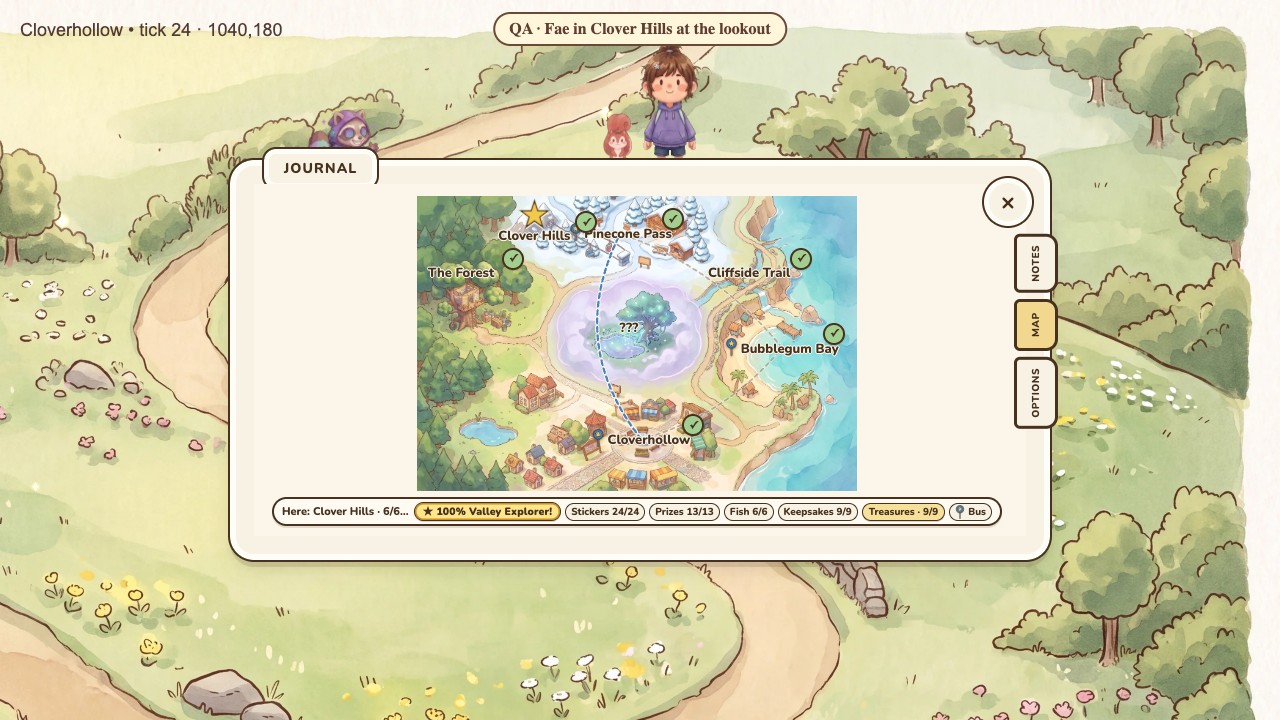 Cloverhollow • tick 24 · 1040,180
QA · Fae in Clover Hills at the lookout
JOURNAL
×
NOTES
MAP
OPTIONS
Clover Hills
Pinecone Pass
The Forest
Cliffside Trail
???
Bubblegum Bay
Cloverhollow
Here: Clover Hills · 6/6... ★ 100% Valley Explorer! Stickers 24/24 Prizes 13/13 Fish 6/6 Keepsakes 9/9 Treasures · 9/9 Bus